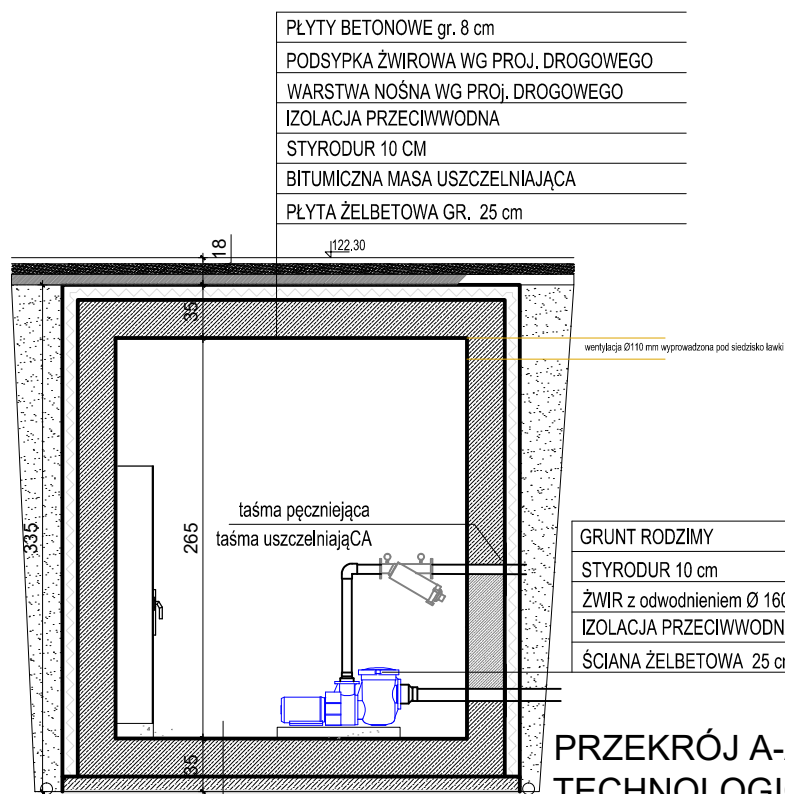 PŁYTY BETONOWE gr. 8 cm
PODSYPKA ŻWIROWA WG PROJ. DROGOWEGO
WARSTWA NOŚNA WG PROj. DROGOWEGO
IZOLACJA PRZECIWWODNA
STYRODUR 10 CM
BITUMICZNA MASA USZCZELNIAJĄCA
PŁYTA ŻELBETOWA GR. 25 cm
18
122.30
35
wentylacja Ø110 mm wyprowadzona pod siedzisko ławki
335
265
taśma pęczniejąca
taśma uszczelniająCA
GRUNT RODZIMY
STYRODUR 10 cm
ŻWIR z odwodnieniem Ø 160
IZOLACJA PRZECIWWODN
ŚCIANA ŻELBETOWA 25 cm
35
PRZEKRÓJ A-
TECHNOLOGI